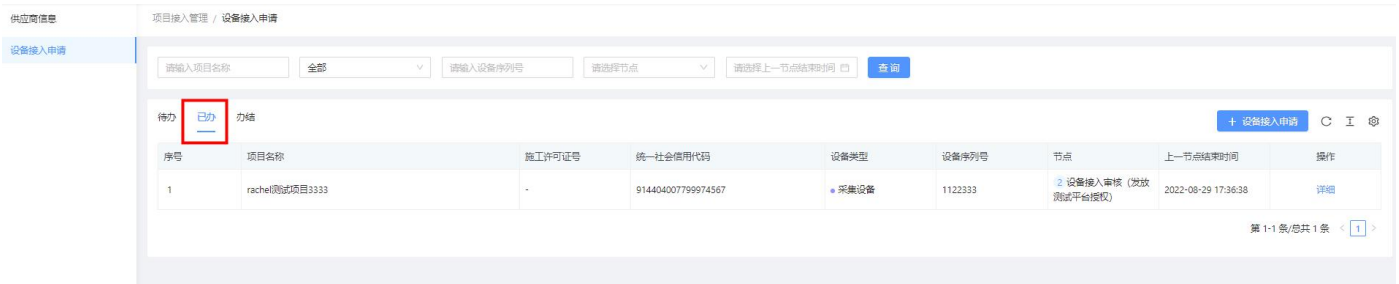 供应商信息
项目接入管理 / 设备接入申请
设备接入申请
请输入项目名称 全部 请输入设备序列号 请选择节点 请选择上一节点结束时间 查 询
待办 已办 办结
+ 设备接入申请
序号 项目名称 施工许可证号 统一社会信用代码 设备类型 设备序列号 节点 上一节点结束时间 操作
1 rachel测试项目3333 - 914404007799974567 采集设备 1122333 2 设备接入审核（发放 2022-08-29 17:36:38 详细
测试平台授权）
第 1-1 条/总共 1 条 < 1 >